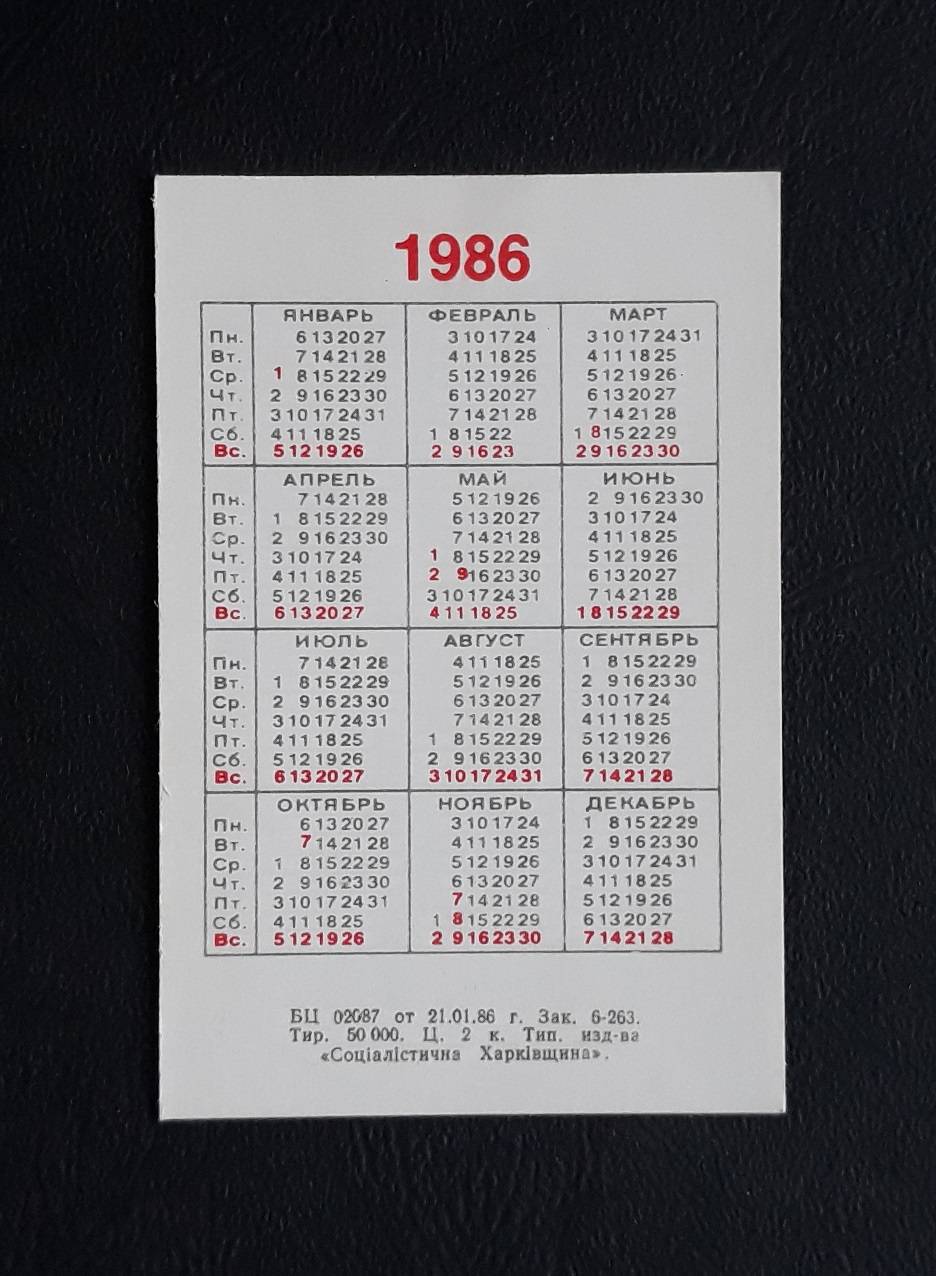 1986
ЯНВАРЬ ФЕВРАЛЬ МАРТ
Пн. 6 13 20 27 3 10 17 24 3 10 17 24 31
Вт. 7 14 21 28 4 11 18 25 4 11 18 25
Ср. 1 8 15 22 29 5 12 19 26 5 12 19 26
Чт. 2 9 16 23 30 6 13 20 27 6 13 20 27
Пт. 3 10 17 24 31 7 14 21 28 7 14 21 28
Сб. 4 11 18 25 1 8 15 22 1 8 15 22 29
Вс. 5 12 19 26 2 9 16 23 2 9 16 23 30
АПРЕЛЬ МАЙ ИЮНЬ
Пн. 7 14 21 28 5 12 19 26 2 9 16 23 30
Вт. 1 8 15 22 29 6 13 20 27 3 10 17 24
Ср. 2 9 16 23 30 7 14 21 28 4 11 18 25
Чт. 3 10 17 24 1 8 15 22 29 5 12 19 26
Пт. 4 11 18 25 2 9 16 23 30 6 13 20 27
Сб. 5 12 19 26 3 10 17 24 31 7 14 21 28
Вс. 6 13 20 27 4 11 18 25 1 8 15 22 29
ИЮЛЬ АВГУСТ СЕНТЯБРЬ
Пн. 7 14 21 28 4 11 18 25 1 8 15 22 29
Вт. 1 8 15 22 29 5 12 19 26 2 9 16 23 30
Ср. 2 9 16 23 30 6 13 20 27 3 10 17 24
Чт. 3 10 17 24 31 7 14 21 28 4 11 18 25
Пт. 4 11 18 25 1 8 15 22 29 5 12 19 26
Сб. 5 12 19 26 2 9 16 23 30 6 13 20 27
Вс. 6 13 20 27 3 10 17 24 31 7 14 21 28
ОКТЯБРЬ НОЯБРЬ ДЕКАБРЬ
Пн. 6 13 20 27 3 10 17 24 1 8 15 22 29
Вт. 7 14 21 28 4 11 18 25 2 9 16 23 30
Ср. 1 8 15 22 29 5 12 19 26 3 10 17 24 31
Чт. 2 9 16 23 30 6 13 20 27 4 11 18 25
Пт. 3 10 17 24 31 7 14 21 28 5 12 19 26
Сб. 4 11 18 25 1 8 15 22 29 6 13 20 27
Вс. 5 12 19 26 2 9 16 23 30 7 14 21 28
БЦ 02087 от 21.01.86 г. Зак. 6-263.
Тир. 50 000. Ц. 2 к. Тип. изд-ва
«Соціалістична Харківщина».